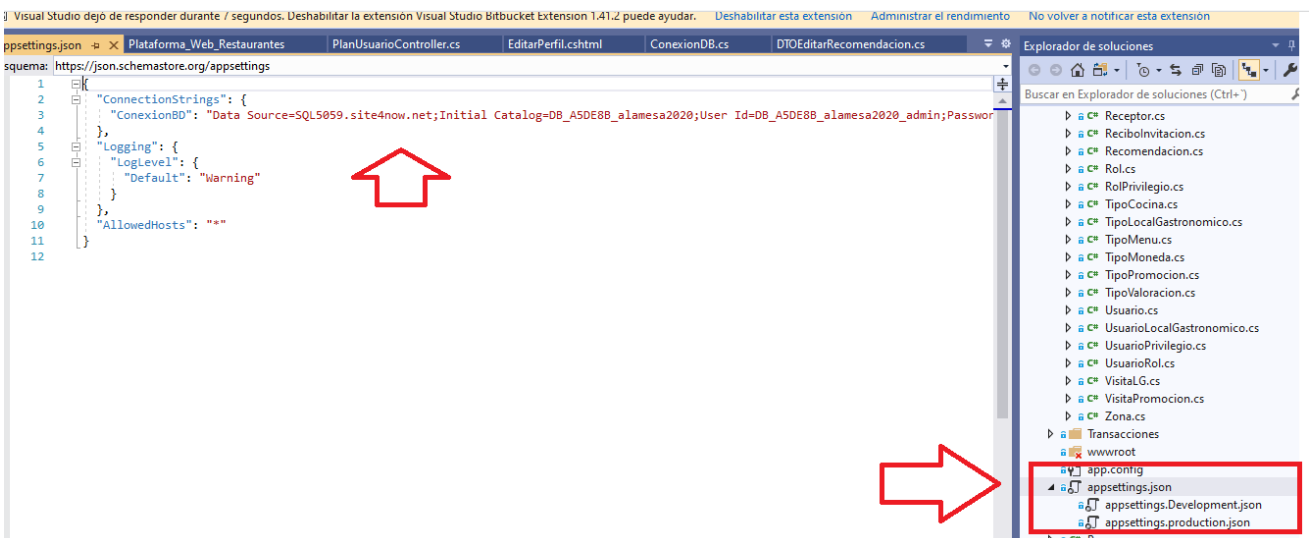 Visual Studio dejó de responder durante 7 segundos. Deshabilitar la extensión Visual Studio Bitbucket Extension 1.41.2 puede ayudar. Deshabilitar esta extensión Administrar el rendimiento No volver a notificar esta extensión
ppsettings.json Plataforma_Web_Restaurantes PlanUsuarioController.cs EditarPerfil.cshtml ConexionDB.cs DTOEditarRecomendacion.cs
squema: https://json.schemastore.org/appsettings
1 {
2 "ConnectionStrings": {
3 "ConexionBD": "Data Source=SQL5059.site4now.net;Initial Catalog=DB_A5DE8B_alamesa2020;User Id=DB_A5DE8B_alamesa2020_admin;Passwor
4 },
5 "Logging": {
6 "LogLevel": {
7 "Default": "Warning"
8 }
9 },
10 "AllowedHosts": "*"
11 }
12
Explorador de soluciones
Buscar en Explorador de soluciones (Ctrl+¨)
C# Receptor.cs
C# ReciboInvitacion.cs
C# Recomendacion.cs
C# Rol.cs
C# RolPrivilegio.cs
C# TipoCocina.cs
C# TipoLocalGastronomico.cs
C# TipoMenu.cs
C# TipoMoneda.cs
C# TipoPromocion.cs
C# TipoValoracion.cs
C# Usuario.cs
C# UsuarioLocalGastronomico.cs
C# UsuarioPrivilegio.cs
C# UsuarioRol.cs
C# VisitaLG.cs
C# VisitaPromocion.cs
C# Zona.cs
Transacciones
wwwroot
app.config
appsettings.json
appsettings.Development.json
appsettings.production.json